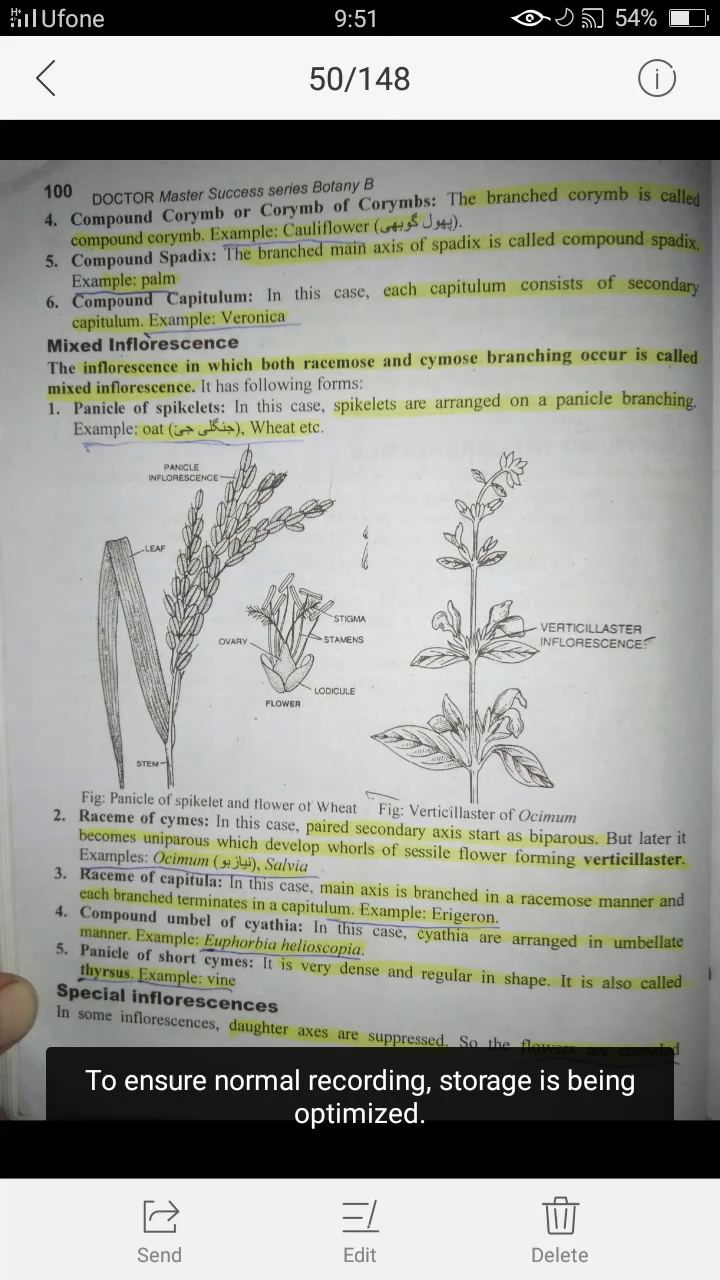 Ufone 9:51 54%
50/148
100 DOCTOR Master Success series Botany B
4. Compound Corymb or Corymb of Corymbs: The branched corymb is called
compound corymb. Example: Cauliflower (پھول گوبھی).
5. Compound Spadix: The branched main axis of spadix is called compound spadix.
Example: palm
6. Compound Capitulum: In this case, each capitulum consists of secondary
capitulum. Example: Veronica
Mixed Inflorescence
The inflorescence in which both racemose and cymose branching occur is called
mixed inflorescence. It has following forms:
1. Panicle of spikelets: In this case, spikelets are arranged on a panicle branching.
Example: oat (جنگلی جئ), Wheat etc.
PANICLE
INFLORESCENCE
LEAF
STIGMA
OVARY
STAMENS
LODICULE
FLOWER
STEM
VERTICILLASTER
INFLORESCENCE
Fig: Panicle of spikelet and flower of Wheat Fig: Verticillaster of Ocimum
2. Raceme of cymes: In this case, paired secondary axis start as biparous. But later it
becomes uniparous which develop whorls of sessile flower forming verticillaster.
Examples: Ocimum (نیاز بو), Salvia
3. Raceme of capitula: In this case, main axis is branched in a racemose manner and
each branched terminates in a capitulum. Example: Erigeron.
4. Compound umbel of cyathia: In this case, cyathia are arranged in umbellate
manner. Example: Euphorbia helioscopia.
5. Panicle of short cymes: It is very dense and regular in shape. It is also called
thyrsus. Example: vine
Special inflorescences
In some inflorescences, daughter axes are suppressed. So the flowers are crowded
To ensure normal recording, storage is being
optimized.
Send Edit Delete